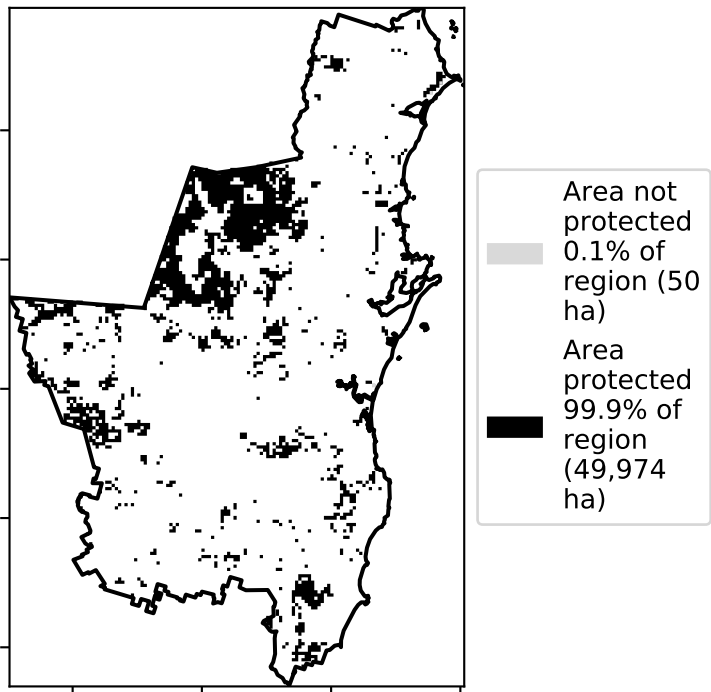 Area not
protected
0.1% of
region (50
ha)
Area
protected
99.9% of
region
(49,974
ha)